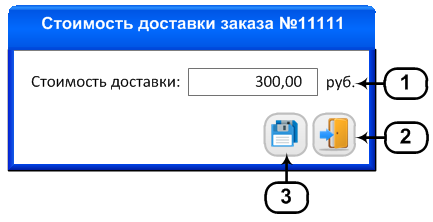 Стоимость доставки заказа №11111
Стоимость доставки: 300,00 руб. 1
2
3